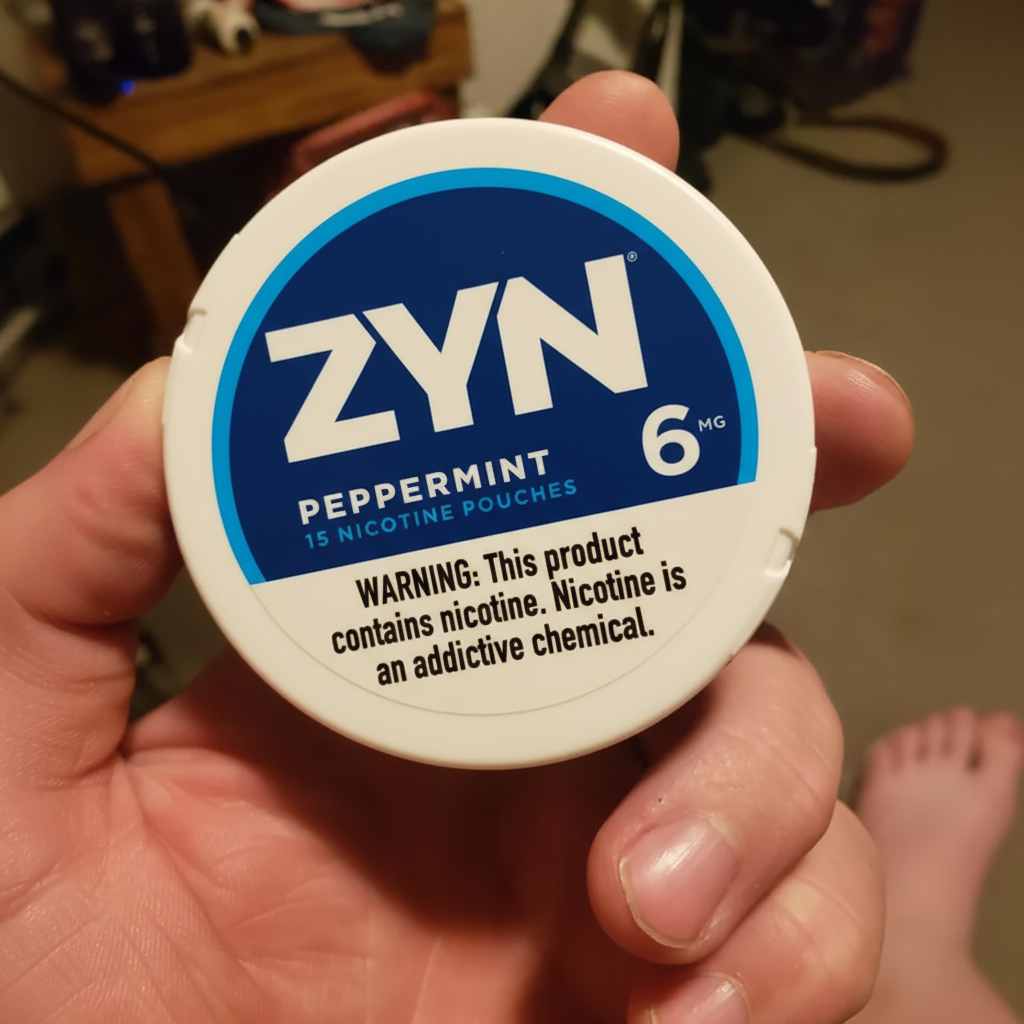 ZYN®
6 MG
PEPPERMINT
15 NICOTINE POUCHES
WARNING: This product
contains nicotine. Nicotine is
an addictive chemical.